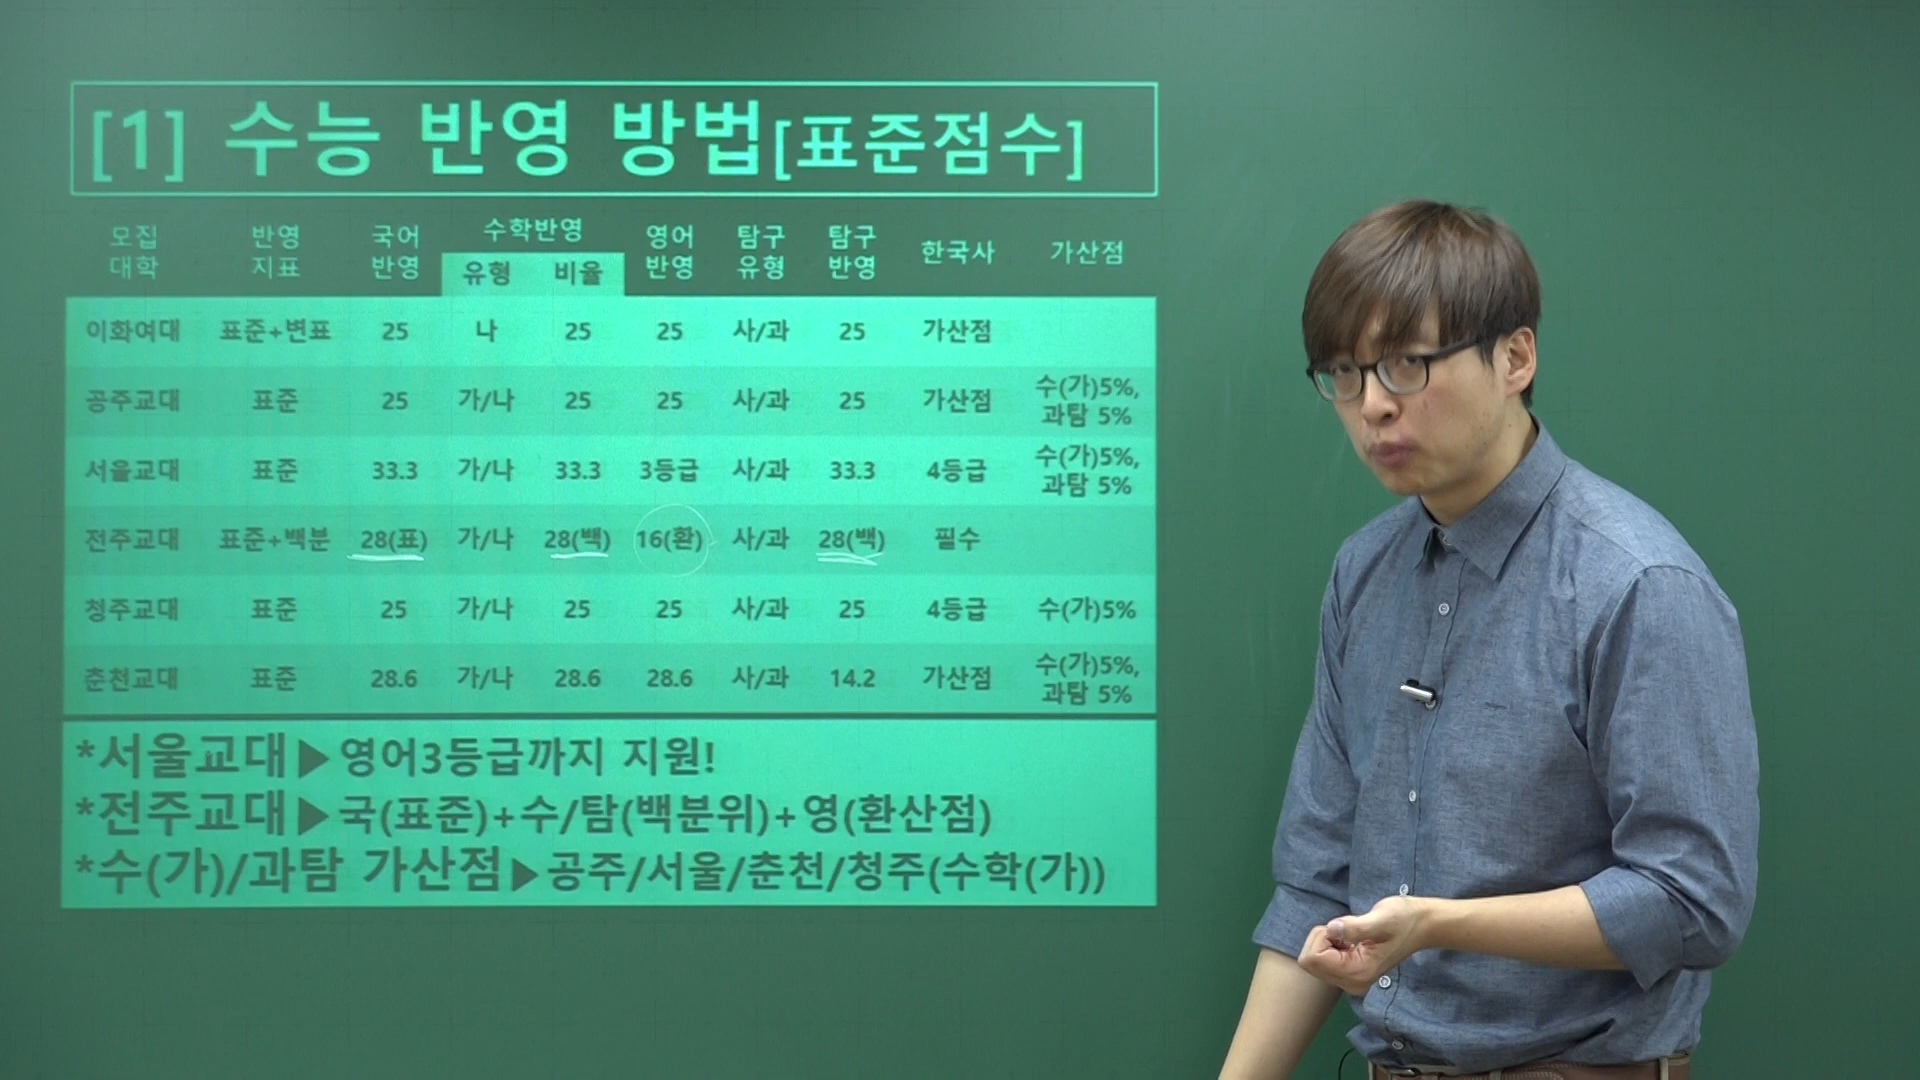 [1] 수능 반영 방법[표준점수]
모집 대학 반영 지표 국어 반영 수학반영 유형 비율 영어 반영 탐구 유형 탐구 반영 한국사 가산점
이화여대 표준+변표 25 나 25 25 사/과 25 가산점
공주교대 표준 25 가/나 25 25 사/과 25 가산점 수(가)5%, 과탐 5%
서울교대 표준 33.3 가/나 33.3 3등급 사/과 33.3 4등급 수(가)5%, 과탐 5%
전주교대 표준+백분 28(표) 가/나 28(백) 16(환) 사/과 28(백) 필수
청주교대 표준 25 가/나 25 25 사/과 25 4등급 수(가)5%
춘천교대 표준 28.6 가/나 28.6 28.6 사/과 14.2 가산점 수(가)5%, 과탐 5%
*서울교대▶영어3등급까지 지원!
*전주교대▶국(표준)+수/탐(백분위)+영(환산점)
*수(가)/과탐 가산점▶공주/서울/춘천/청주(수학(가))